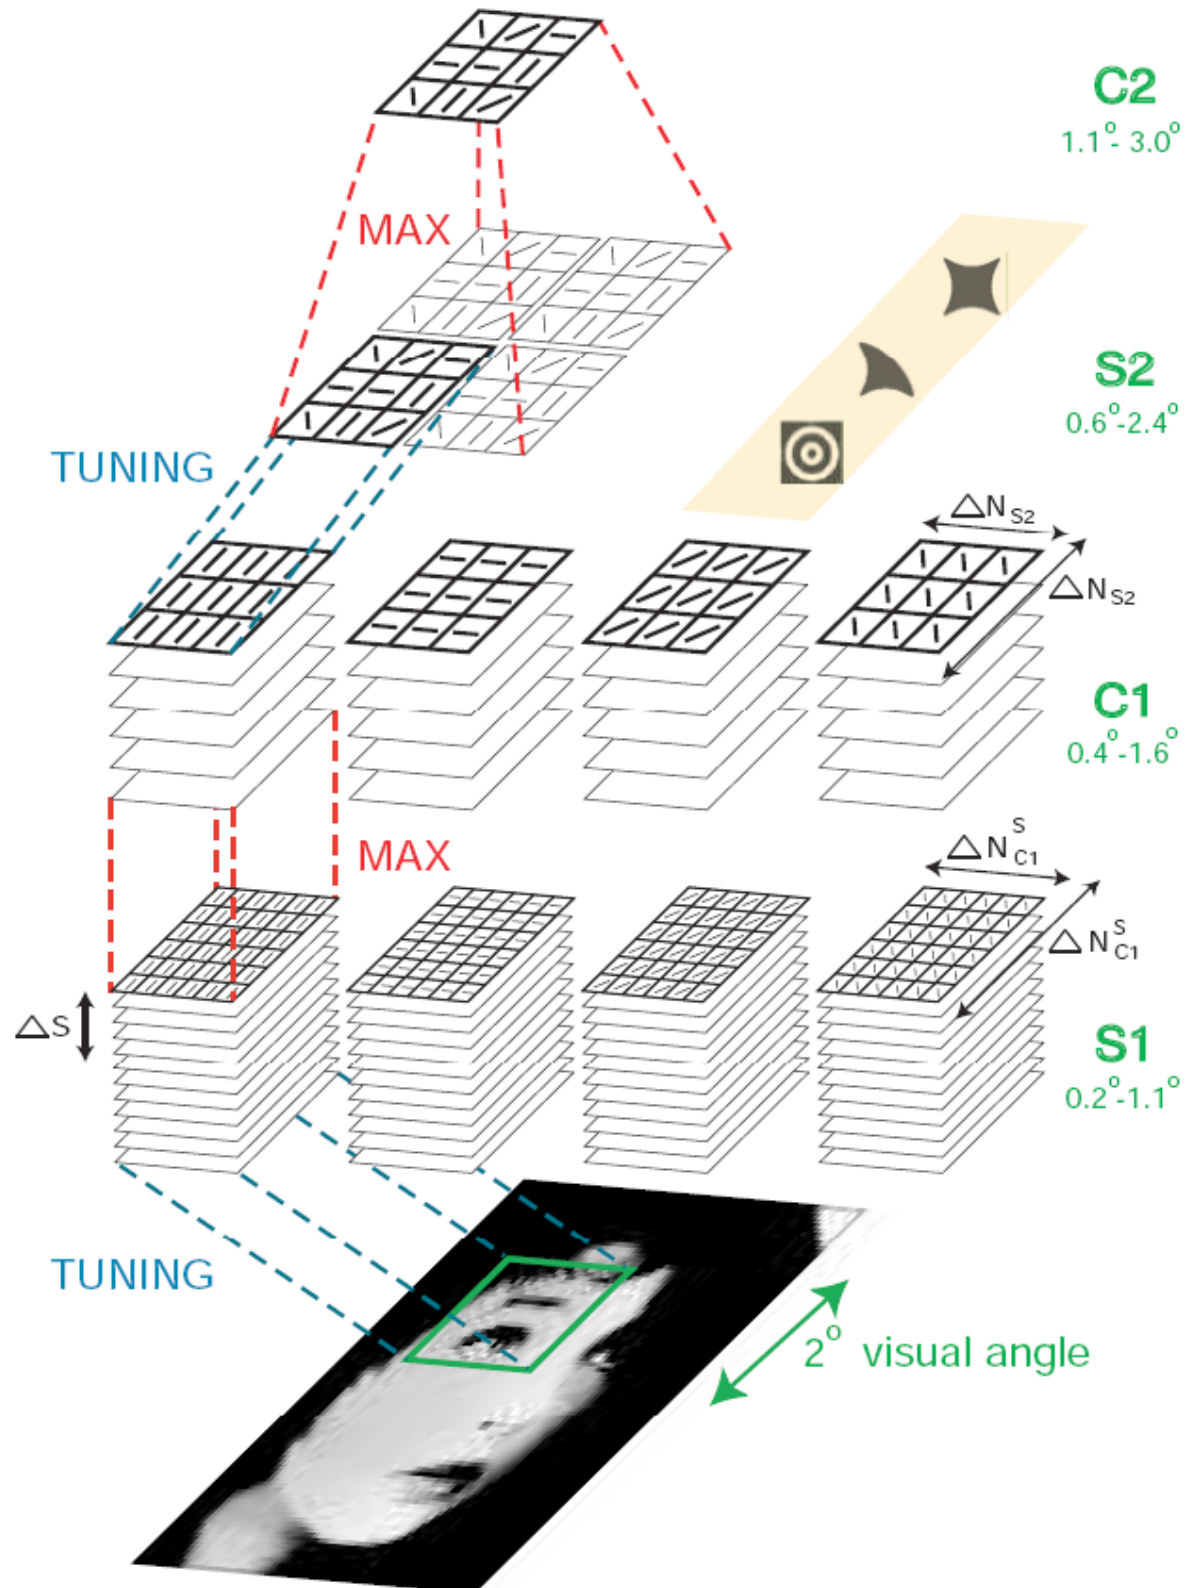 C2
1.1°- 3.0°
MAX
S2
0.6°-2.4°
TUNING
△N S2
△N S2
C1
0.4°-1.6°
MAX
△N S C1
△N S C1
△S
S1
0.2°-1.1°
TUNING
2° visual angle